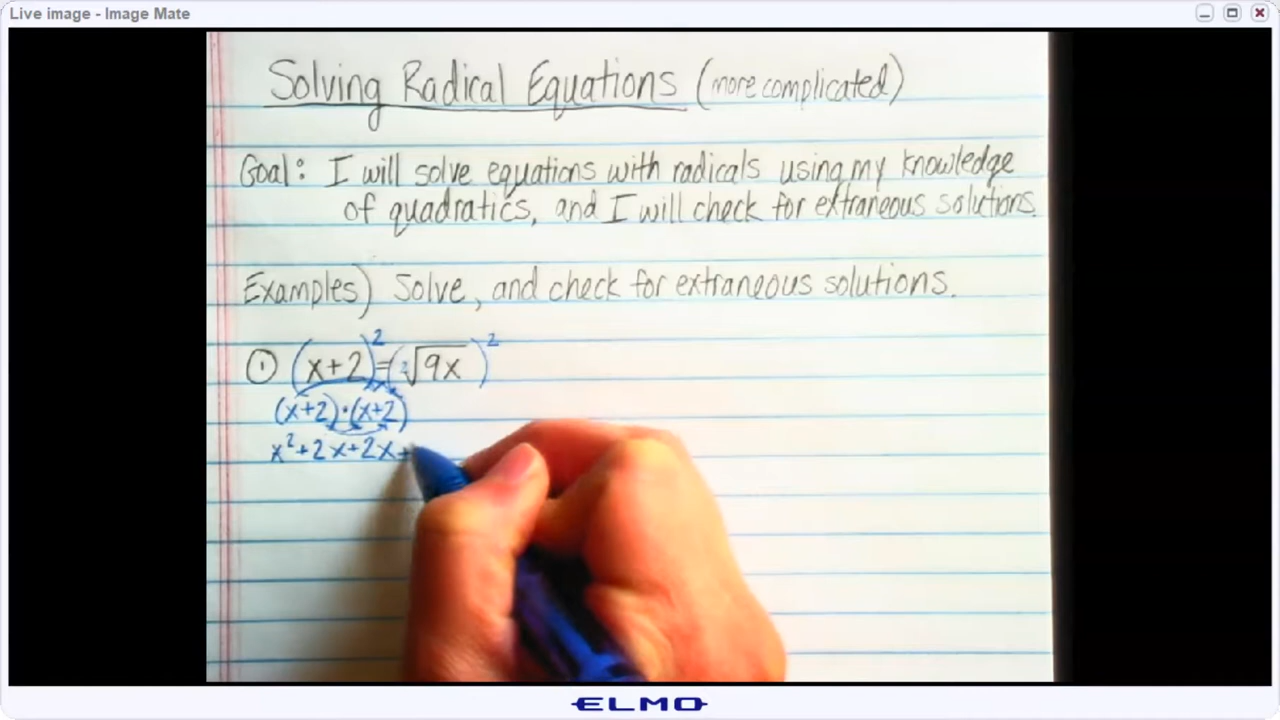 Live image - Image Mate
Solving Radical Equations (more complicated)
Goal: I will solve equations with radicals using my knowledge
of quadratics, and I will check for extraneous solutions.
Examples) Solve, and check for extraneous solutions.
① (x+2)² = (²√9x)²
(x+2)·(x+2)
x²+2x+2x+
ELMO